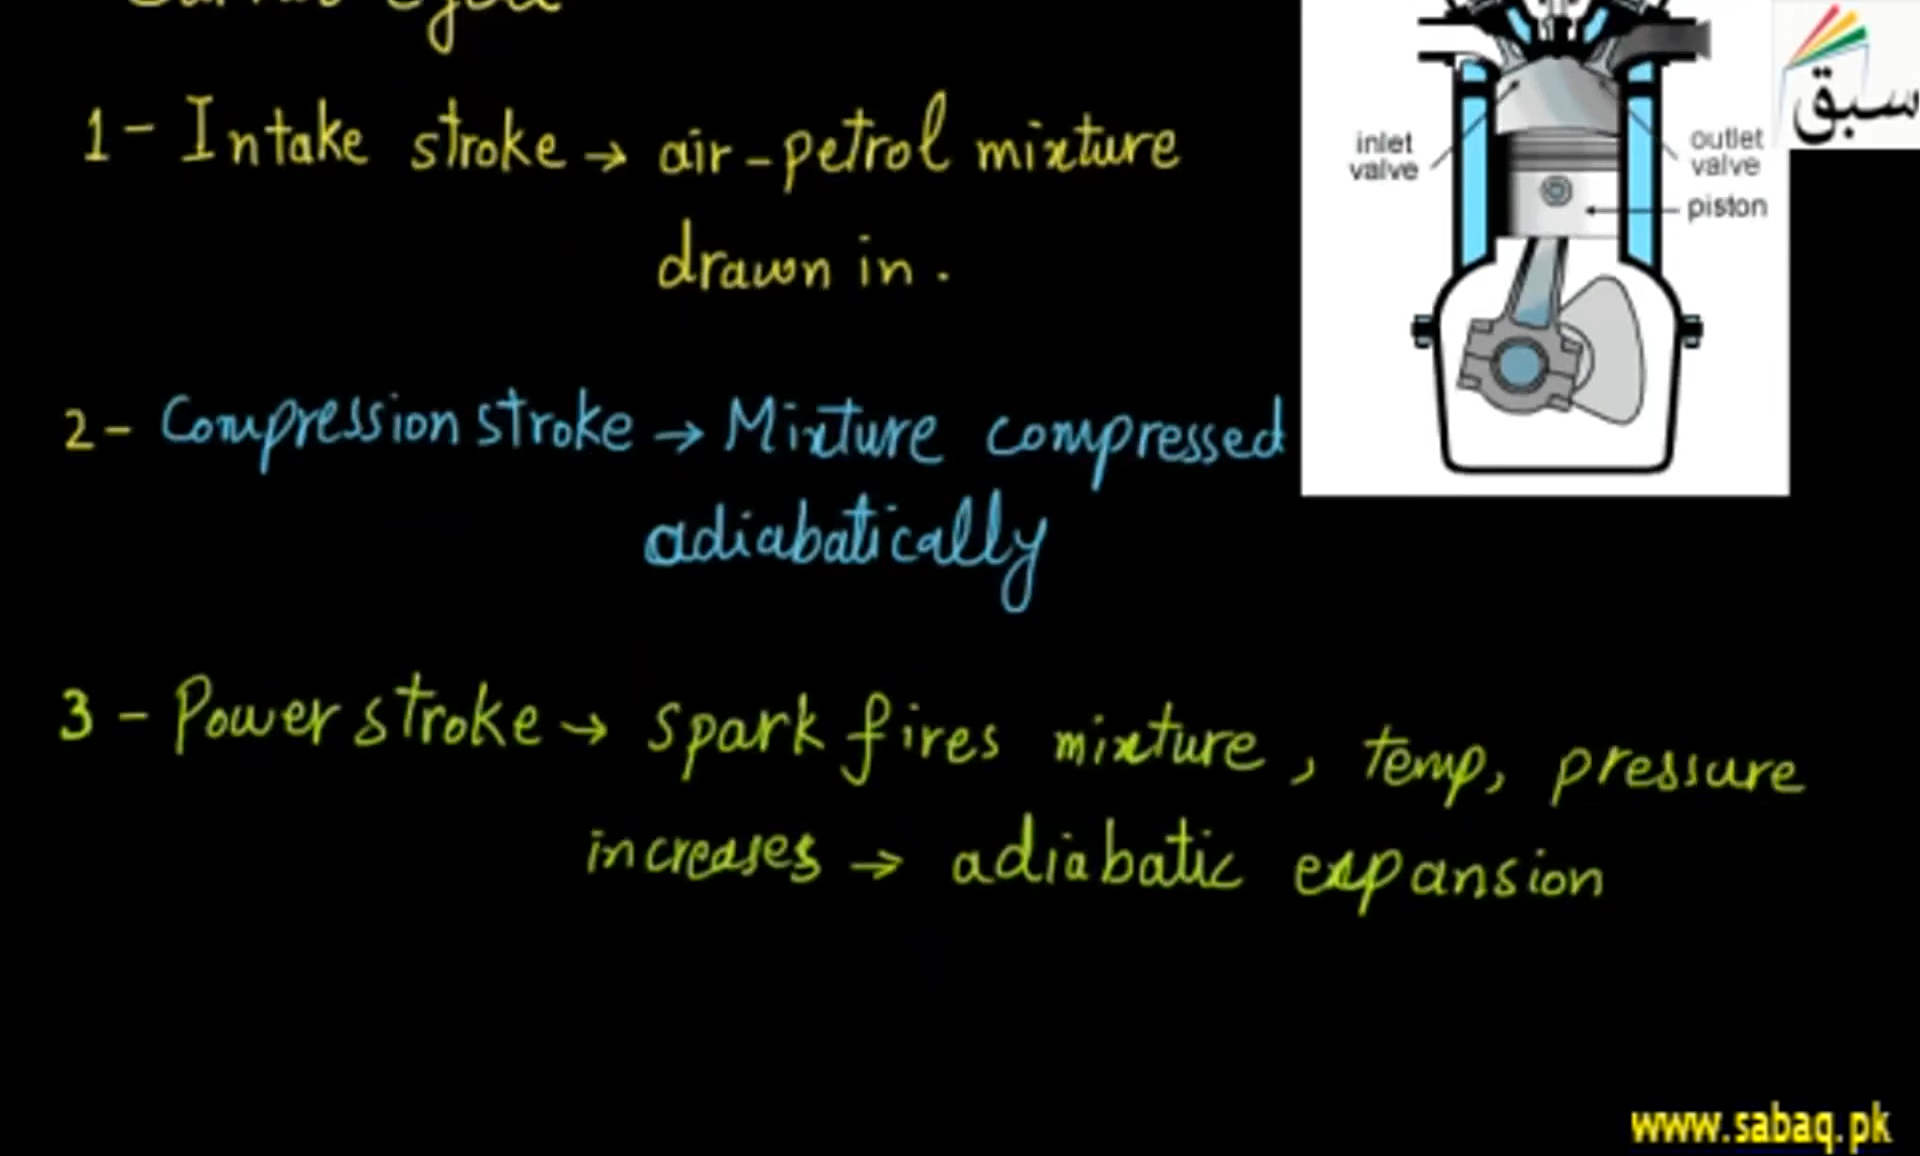 1- Intake stroke → air-petrol mixture
drawn in.
2- Compression stroke → Mixture compressed
adiabatically
3- Power stroke → spark fires mixture, temp, pressure
increases → adiabatic expansion
inlet
valve
outlet
valve
piston
سبق
www.sabaq.pk